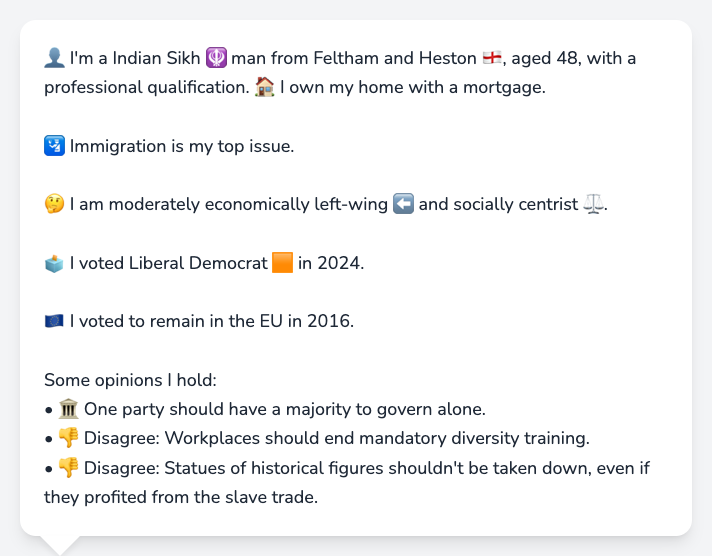 👤 I'm a Indian Sikh 🪯 man from Feltham and Heston 🏴󠁧󠁢󠁥󠁮󠁧󠁿, aged 48, with a
professional qualification. 🏠 I own my home with a mortgage.
🛂 Immigration is my top issue.
🤔 I am moderately economically left-wing ⬅️ and socially centrist ⚖️.
🗳️ I voted Liberal Democrat 🟧 in 2024.
🇪🇺 I voted to remain in the EU in 2016.
Some opinions I hold:
• 🏛️ One party should have a majority to govern alone.
• 👎 Disagree: Workplaces should end mandatory diversity training.
• 👎 Disagree: Statues of historical figures shouldn't be taken down, even if
they profited from the slave trade.